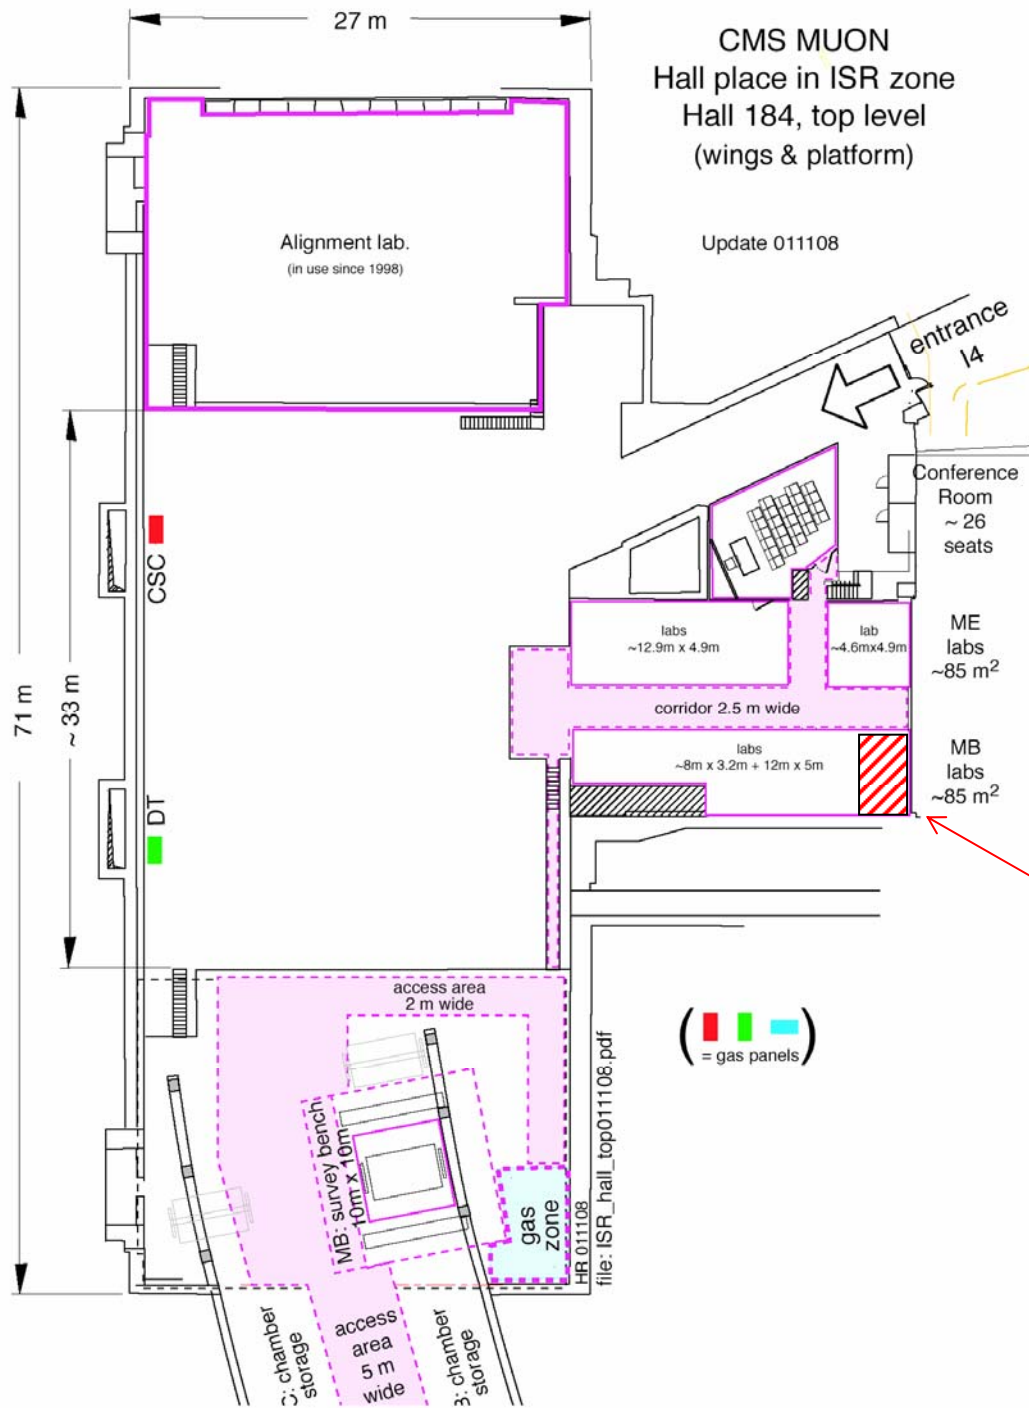 27 m
CMS MUON
Hall place in ISR zone
Hall 184, top level
(wings & platform)
Update 011108
Alignment lab.
(in use since 1998)
entrance
I4
Conference
Room
~ 26
seats
CSC
71 m
~33 m
labs
~12.9m x 4.9m
lab
~4.6mx4.9m
ME
labs
~85 m²
corridor 2.5 m wide
labs
~8m x 3.2m + 12m x 5m
MB
labs
~85 m²
DT
access area
2 m wide
( )
= gas panels
MB: survey bench
10m x 10m
gas
zone
HR 011108
file: ISR_hall_top011108.pdf
access
area
5 m
wide
C: chamber
storage
B: chamber
storage